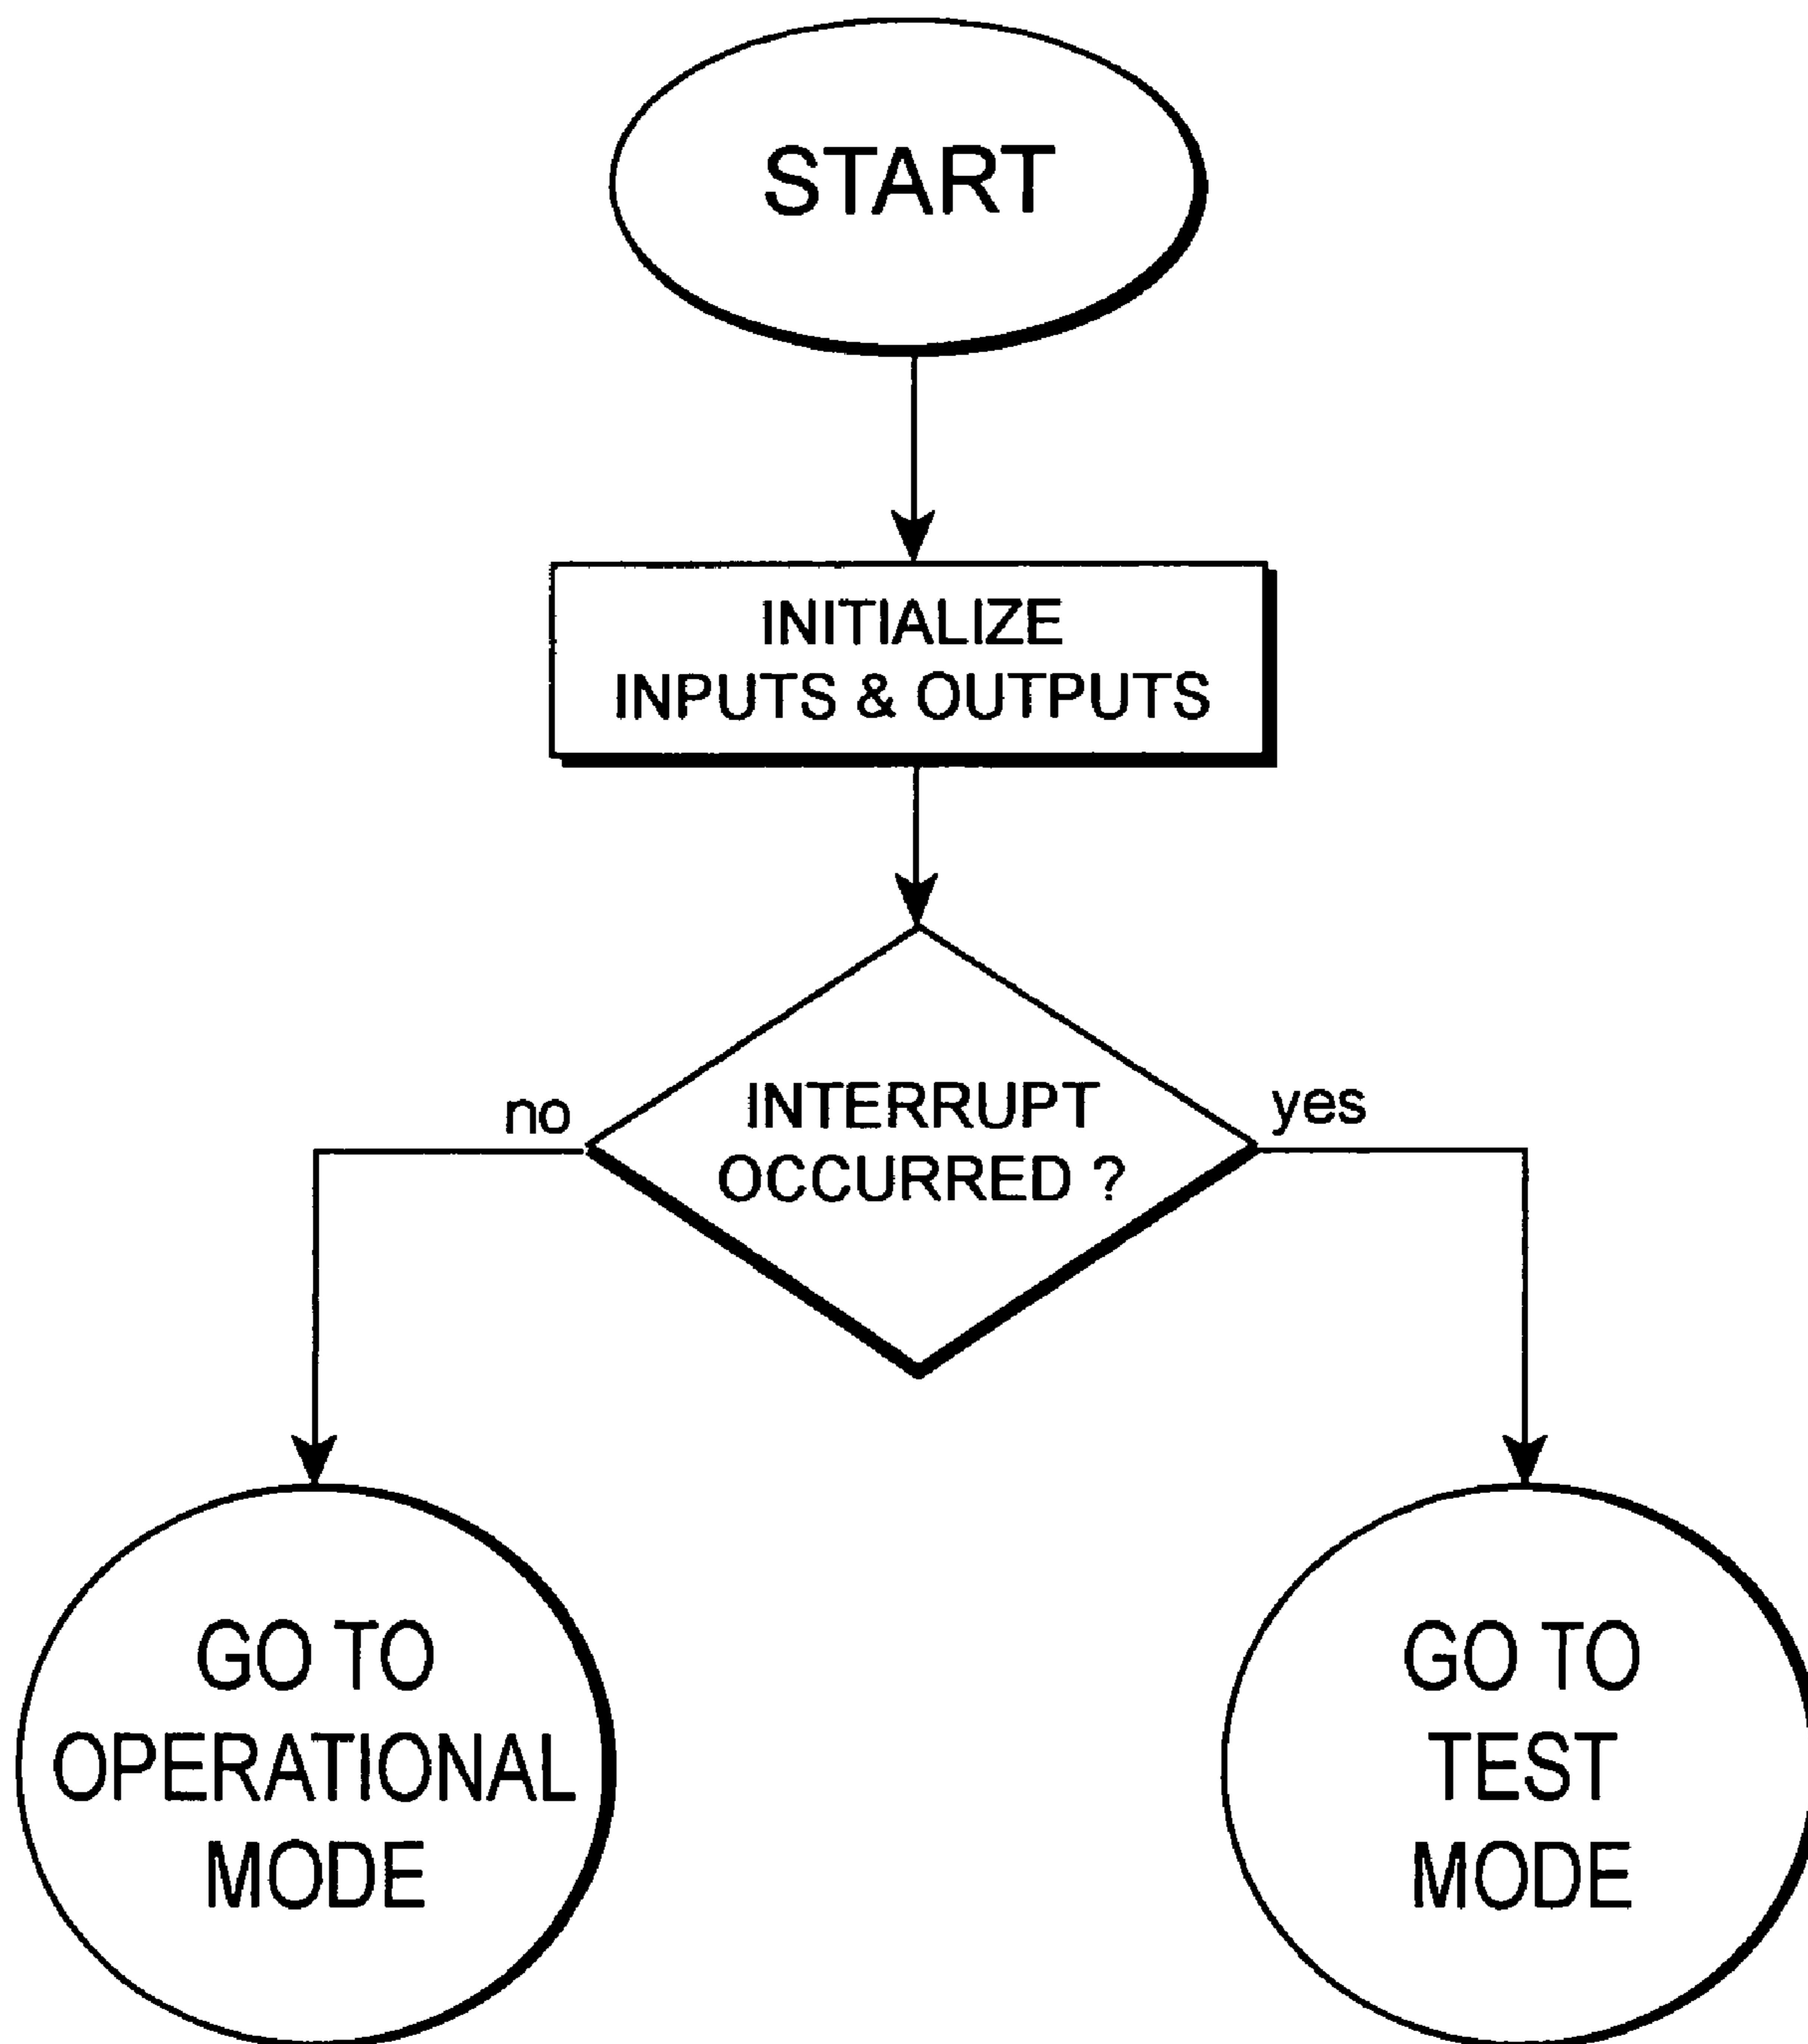 START
INITIALIZE
INPUTS & OUTPUTS
no
INTERRUPT
OCCURRED ?
yes
GO TO
OPERATIONAL
MODE
GO TO
TEST
MODE